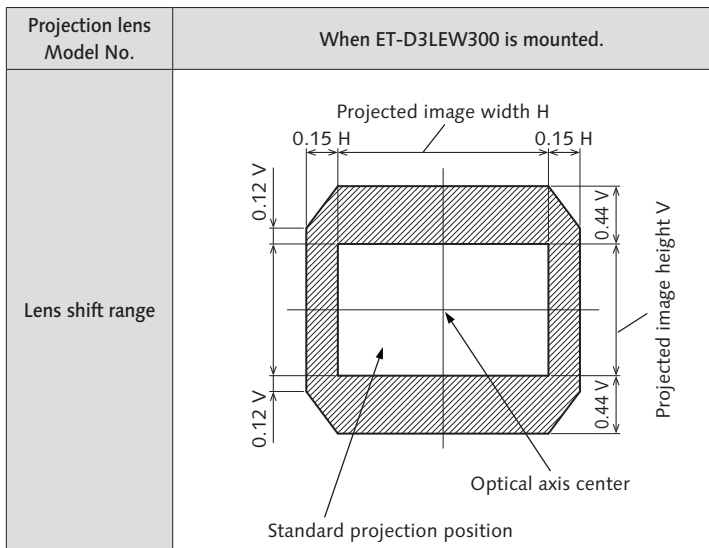 Projection lens
Model No.
When ET-D3LEW300 is mounted.
Lens shift range
Projected image width H
0.15 H
0.15 H
0.12 V
0.44 V
Projected image height V
0.12 V
0.44 V
Optical axis center
Standard projection position